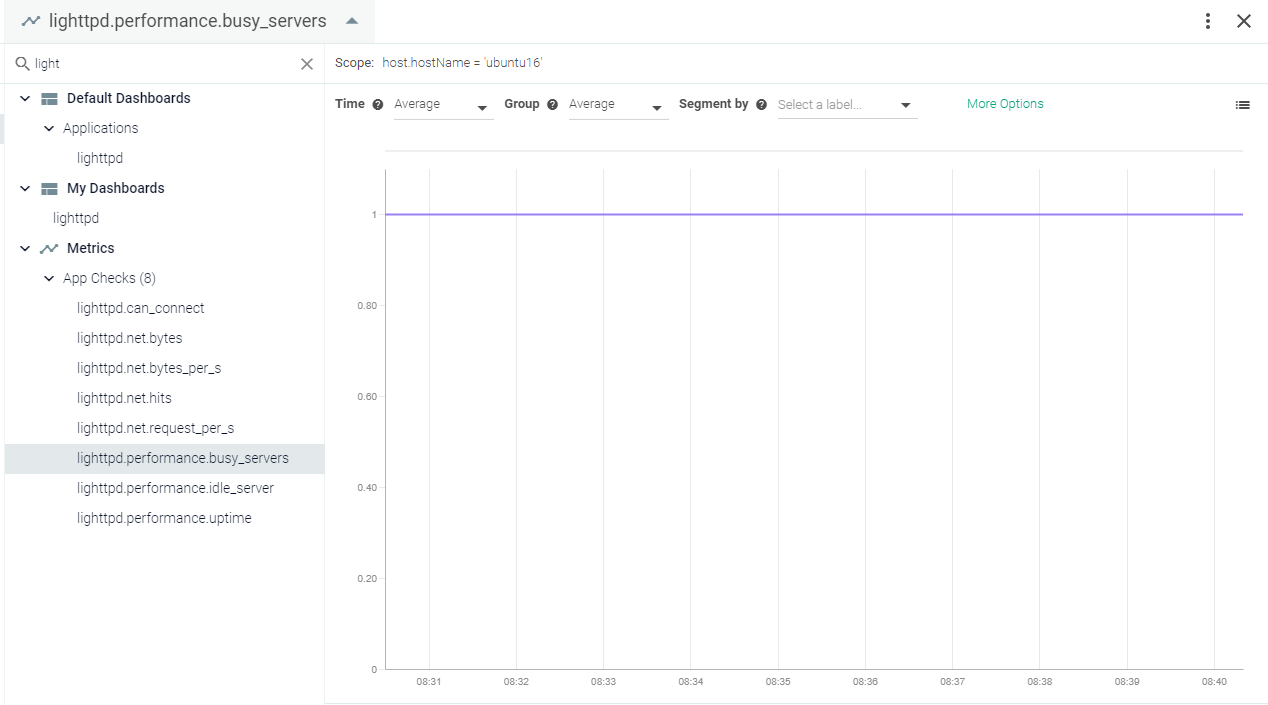 lighttpd.performance.busy_servers
light
Scope: host.hostName = 'ubuntu16'
Default Dashboards
Applications
lighttpd
My Dashboards
lighttpd
Metrics
App Checks (8)
lighttpd.can_connect
lighttpd.net.bytes
lighttpd.net.bytes_per_s
lighttpd.net.hits
lighttpd.net.request_per_s
lighttpd.performance.busy_servers
lighttpd.performance.idle_server
lighttpd.performance.uptime
Time ? Average Group ? Average Segment by ? Select a label... More Options
1
0.80
0.60
0.40
0.20
0
08:31 08:32 08:33 08:34 08:35 08:36 08:37 08:38 08:39 08:40